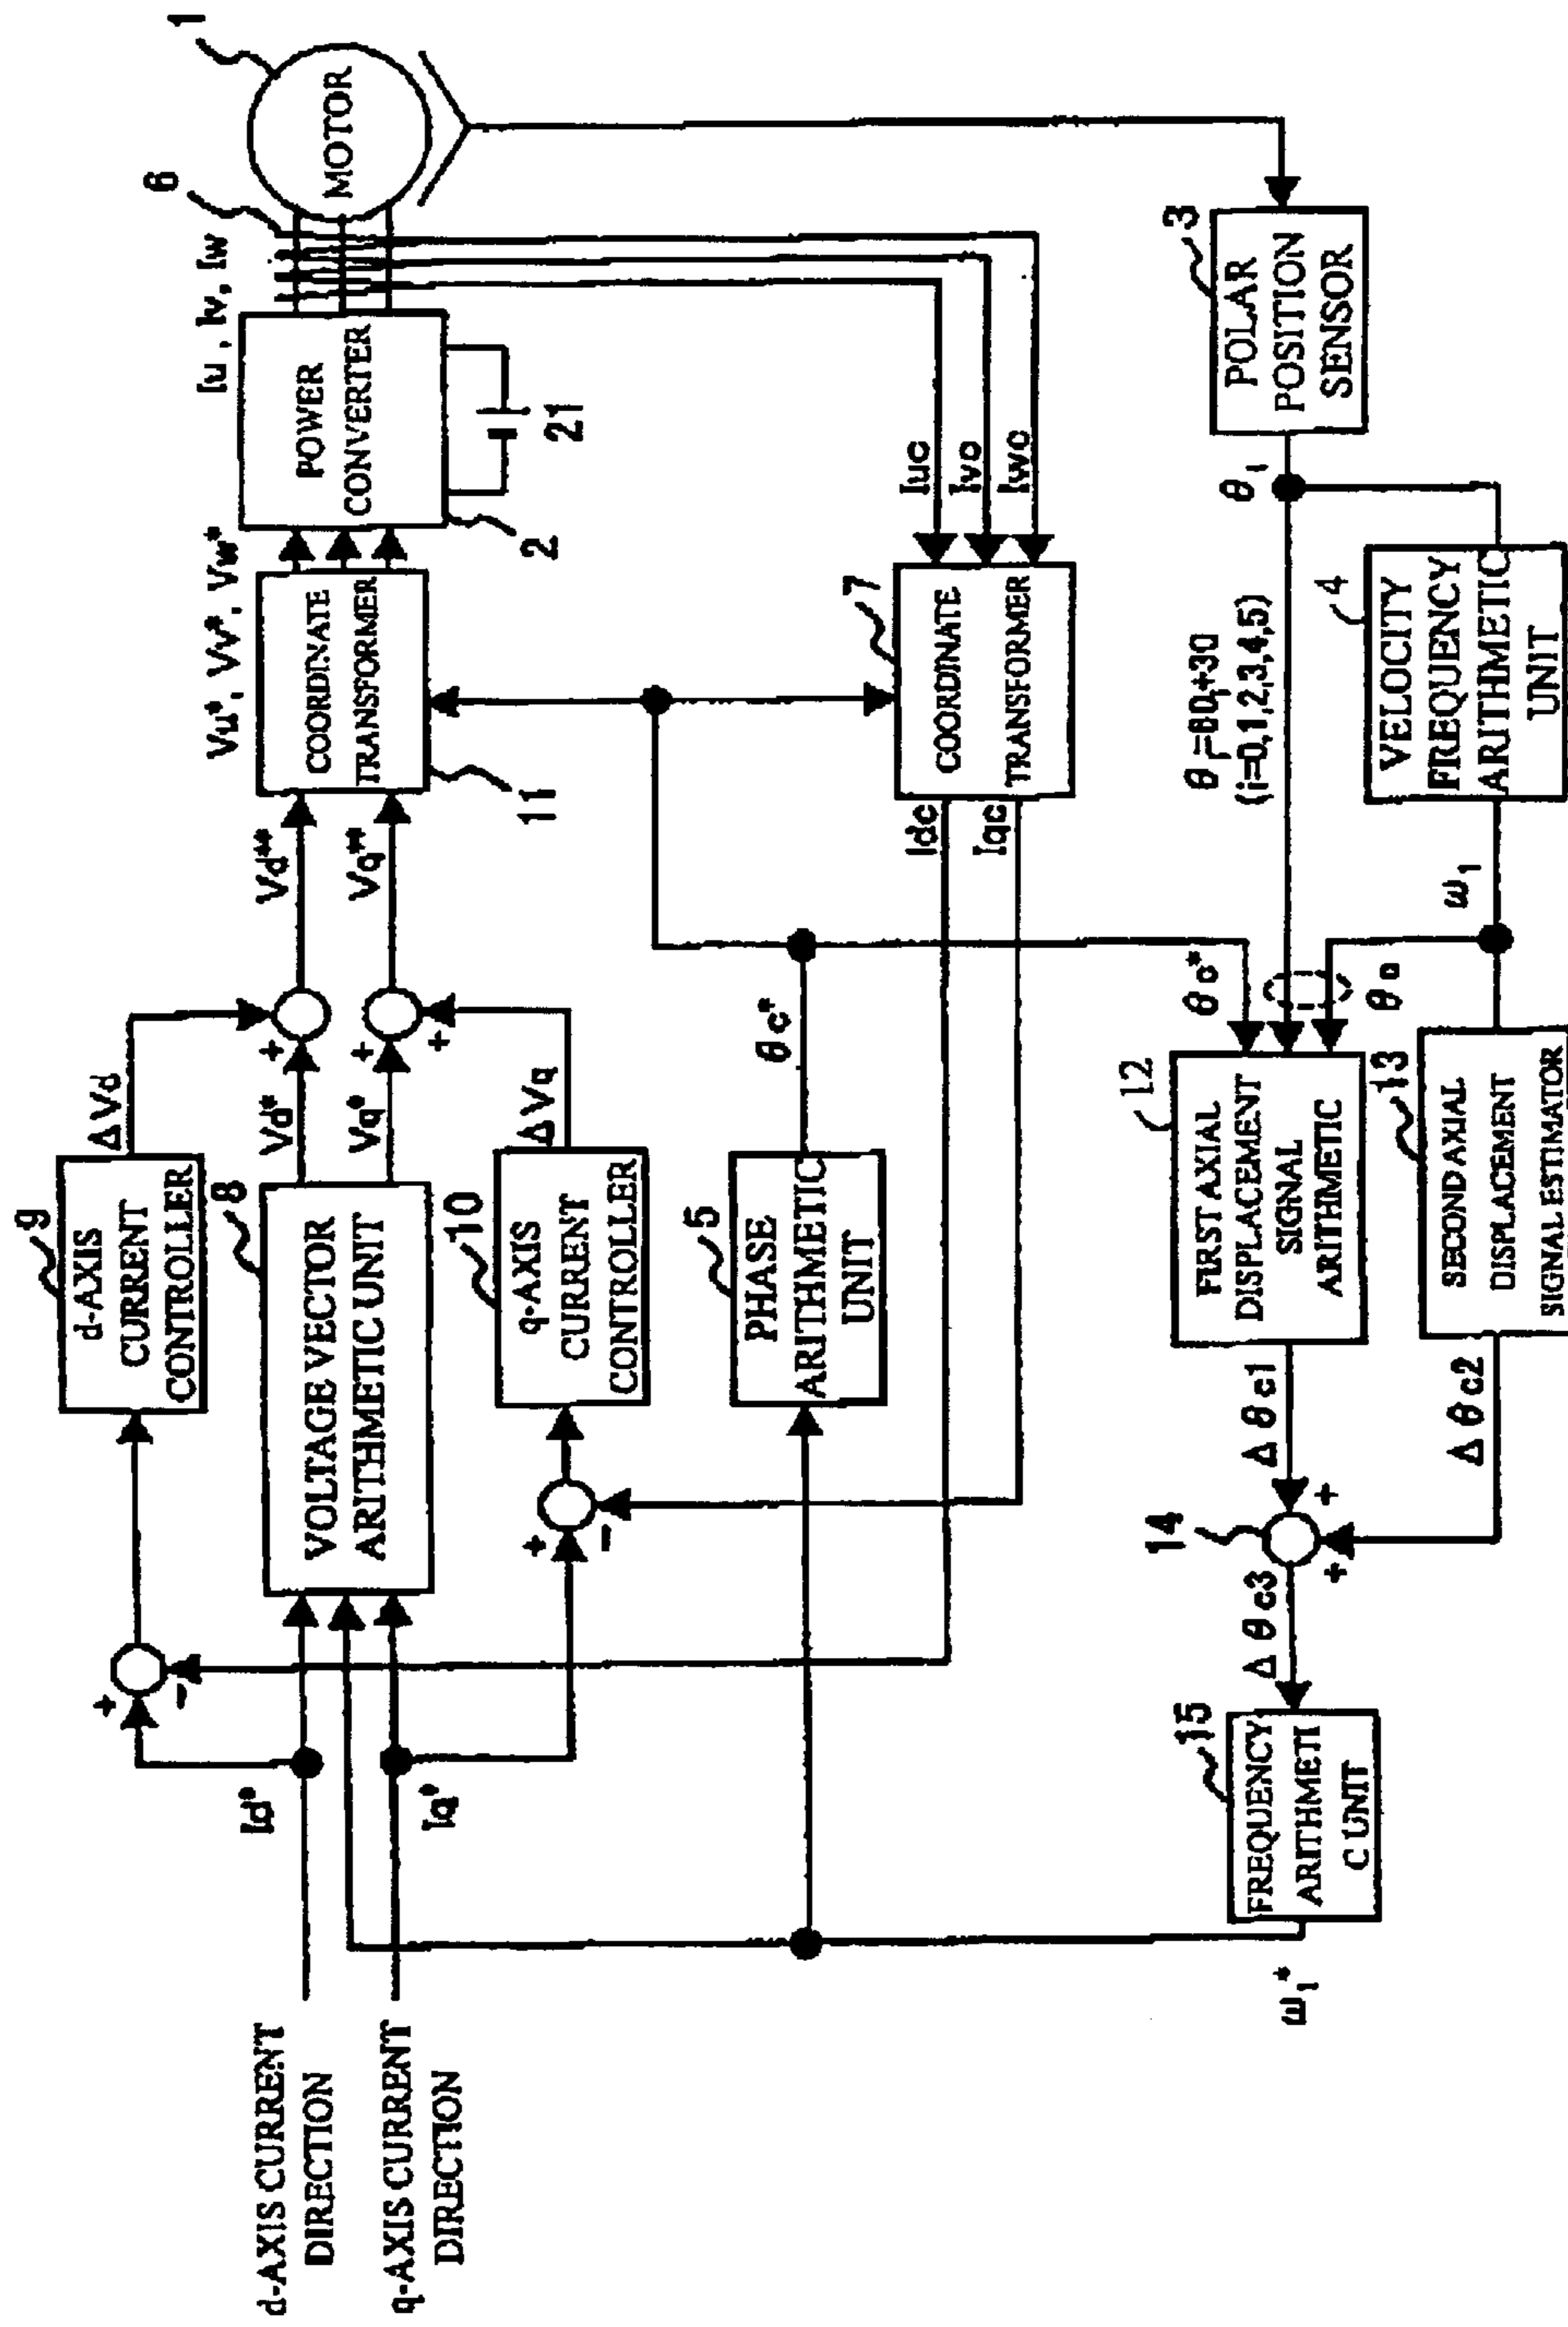 9
d-AXIS
CURRENT
CONTROLLER
ΔVd
1
6
Iu, Iv, Iw
MOTOR
Vu*, Vv*, Vw*
Vd**
Vd*
+
+
−
Id*
d-AXIS CURRENT
DIRECTION
8
VOLTAGE VECTOR
ARITHMETIC UNIT
COORDINATE
TRANSFORMER
POWER
CONVERTER
Vq*
+
Vq**
+
q-AXIS CURRENT
DIRECTION
Iq*
10
q-AXIS
CURRENT
CONTROLLER
ΔVq
11
2
21
+
−
5
PHASE
ARITHMETIC
UNIT
θc*
7
COORDINATE
TRANSFORMER
Idc
Iqc
Iuc
Ivc
Iwc
12
FIRST AXIAL
DISPLACEMENT
SIGNAL
ARITHMETIC
θc*
θi=60i+30
(i=0,1,2,3,4,5)
θi
3
POLAR
POSITION
SENSOR
15
FREQUENCY
ARITHMETI
C UNIT
ω1*
Δθc3
14
Δθc1
+
+
Δθc2
13
SECOND AXIAL
DISPLACEMENT
SIGNAL ESTIMATOR
ω1
4
VELOCITY
FREQUENCY
ARITHMETIC
UNIT